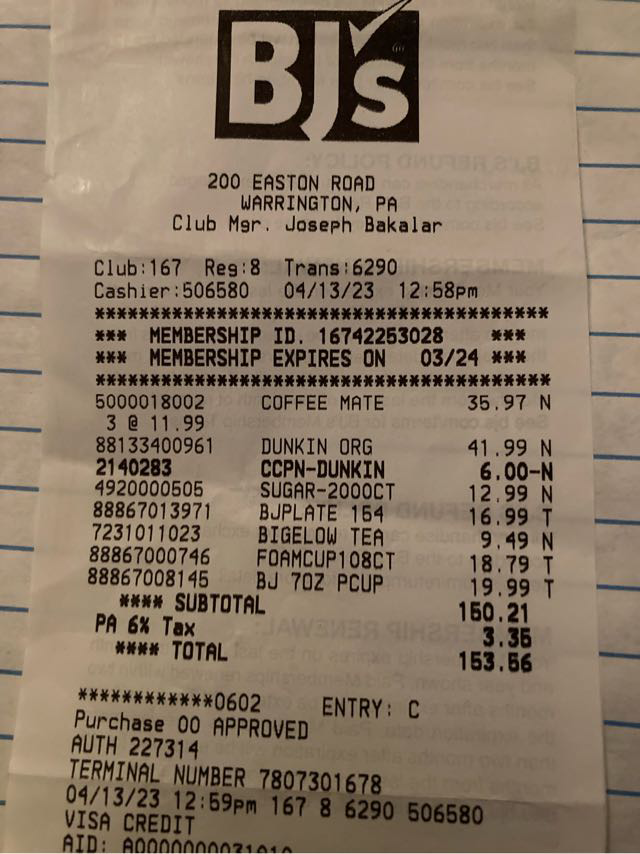 BJ's
200 EASTON ROAD
WARRINGTON, PA
Club Mgr. Joseph Bakalar
Club:167 Reg:8 Trans:6290
Cashier:506580 04/13/23 12:58pm
****************************************
*** MEMBERSHIP ID. 16742253028 ***
*** MEMBERSHIP EXPIRES ON 03/24 ***
****************************************
5000018002 COFFEE MATE 35.97 N
3 @ 11.99
88133400961 DUNKIN ORG 41.99 N
2140283 CCPN-DUNKIN 6.00-N
4920000505 SUGAR-2000CT 12.99 N
88867013971 BJPLATE 164 16.99 T
7231011023 BIGELOW TEA 9.49 N
88867000746 FOAMCUP108CT 18.79 T
88867008145 BJ 7OZ PCUP 19.99 T
**** SUBTOTAL 150.21
PA 6% Tax 3.35
**** TOTAL 153.56
************0602 ENTRY: C
Purchase 00 APPROVED
AUTH 227314
TERMINAL NUMBER 7807301678
04/13/23 12:59pm 167 8 6290 506580
VISA CREDIT
AID: A0000000031010